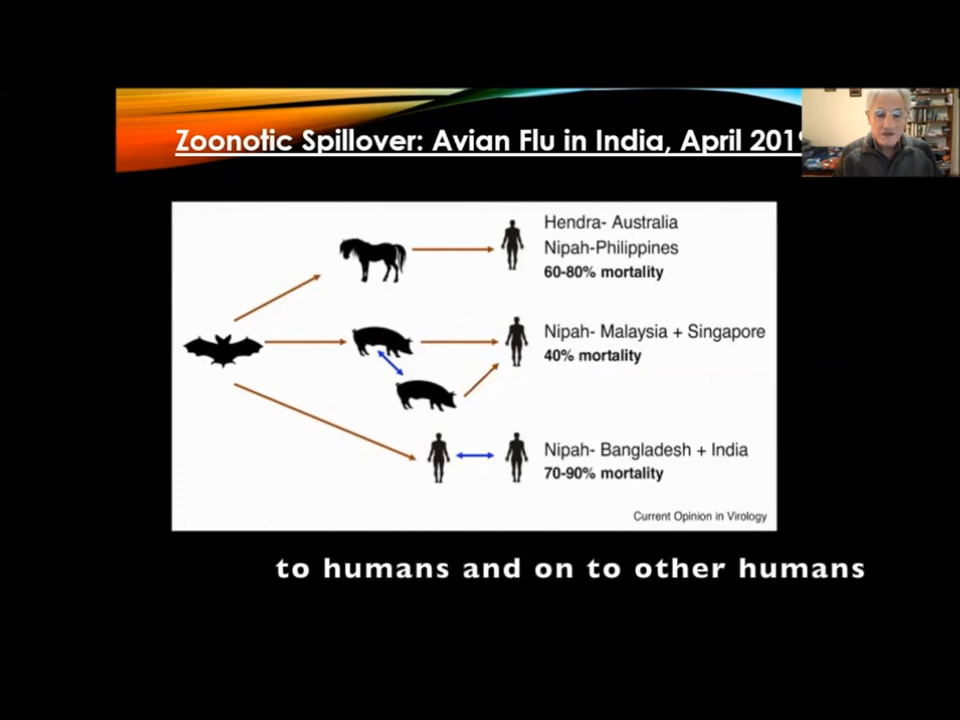 Zoonotic Spillover: Avian Flu in India, April 2019
Hendra- Australia
Nipah-Philippines
60-80% mortality
Nipah- Malaysia + Singapore
40% mortality
Nipah- Bangladesh + India
70-90% mortality
Current Opinion in Virology
to humans and on to other humans